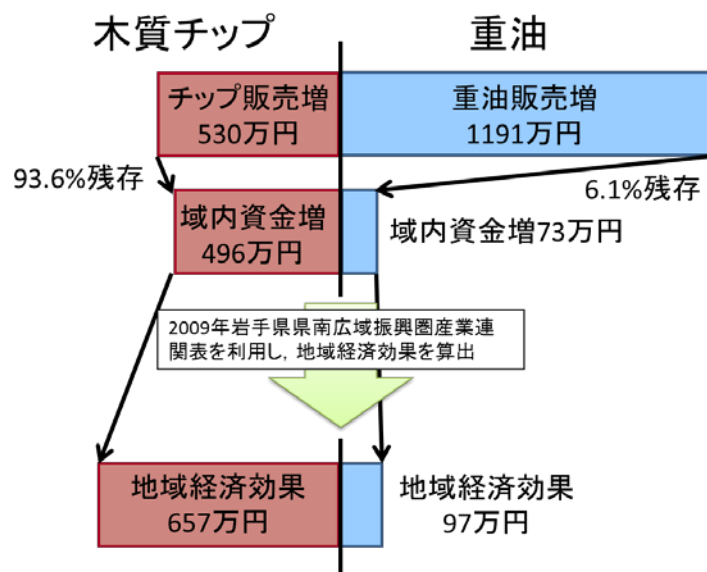 木質チップ
重油
チップ販売増
530万円
重油販売増
1191万円
93.6%残存
6.1%残存
域内資金増
496万円
域内資金増73万円
2009年岩手県県南広域振興圏産業連
関表を利用し，地域経済効果を算出
地域経済効果
657万円
地域経済効果
97万円